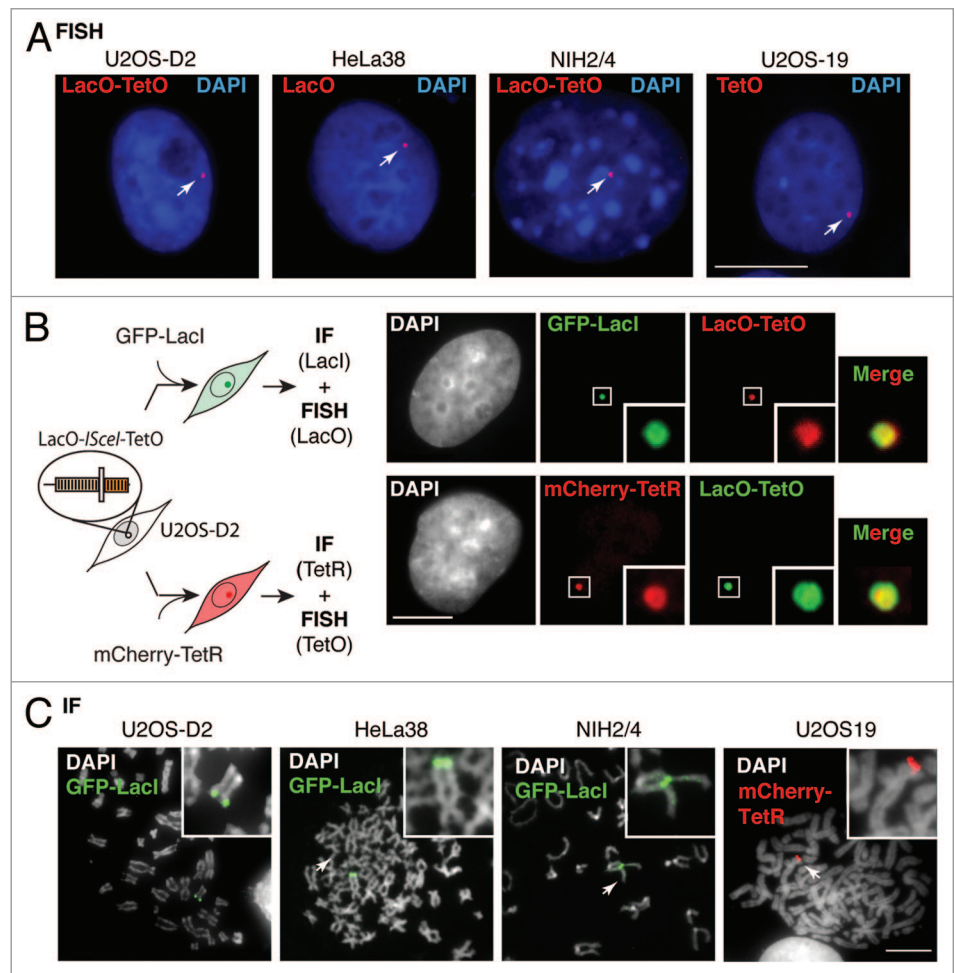 A FISH
U2OS-D2 HeLa38 NIH2/4 U2OS-19
LacO-TetO DAPI LacO DAPI LacO-TetO DAPI TetO DAPI
B
GFP-LacI
IF
(LacI)
+
FISH
(LacO)
LacO-ISceI-TetO
U2OS-D2
IF
(TetR)
+
FISH
(TetO)
mCherry-TetR
DAPI GFP-LacI LacO-TetO
Merge
DAPI mCherry-TetR LacO-TetO
Merge
C IF
U2OS-D2 HeLa38 NIH2/4 U2OS19
DAPI DAPI DAPI DAPI
GFP-LacI GFP-LacI GFP-LacI mCherry-
TetR